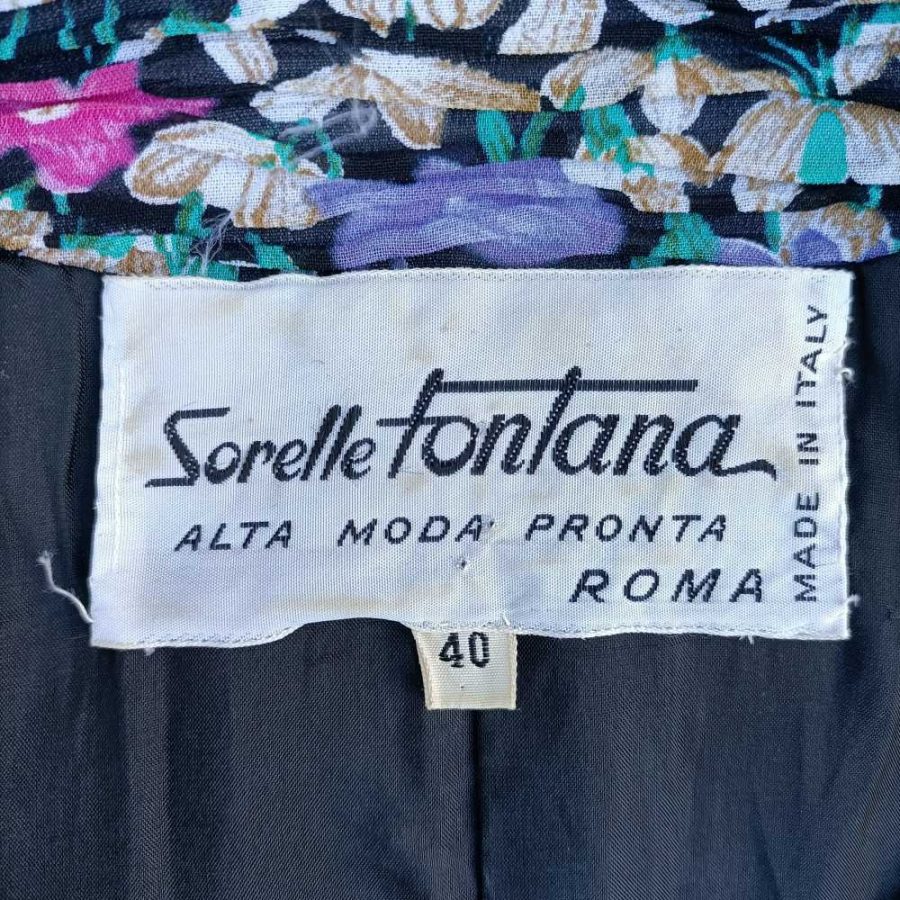 Sorelle Fontana
ALTA MODA PRONTA
ROMA
MADE IN ITALY
40